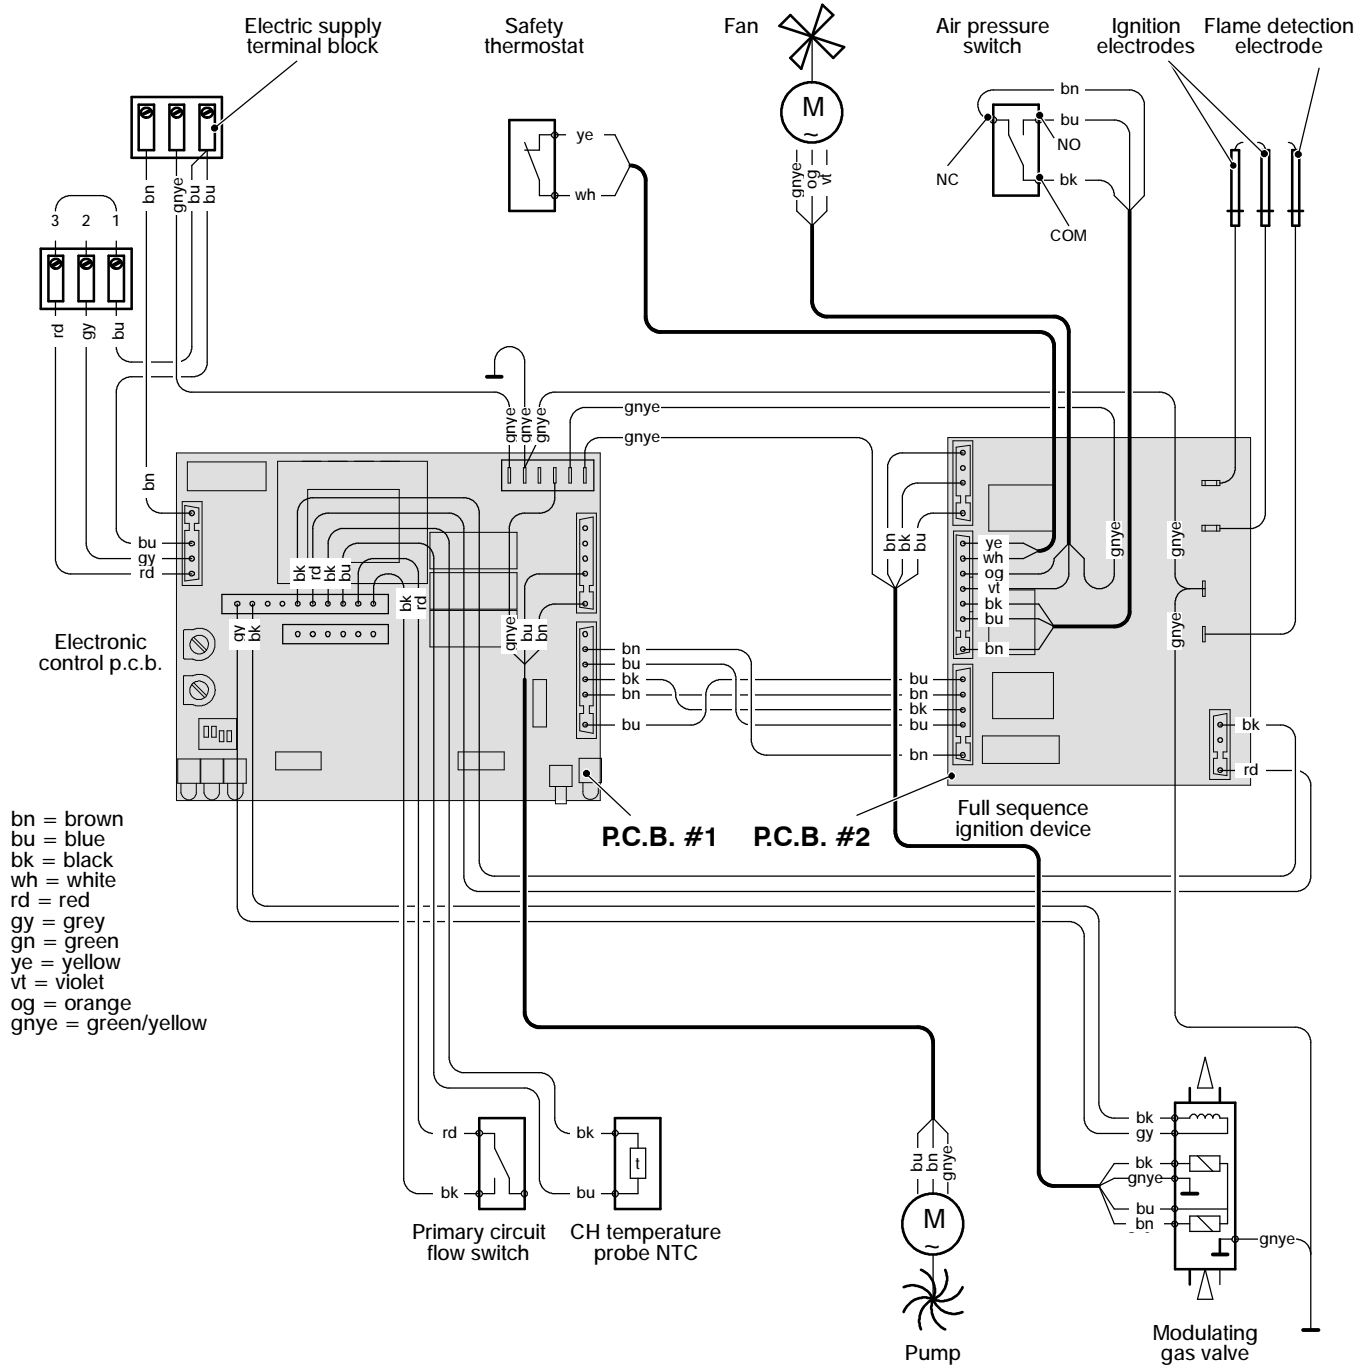 Electric supply
terminal block
Safety
thermostat
Fan
Air pressure
switch
Ignition
electrodes
Flame detection
electrode
M
~
bn
bu
NO
bk
NC
COM
ye
wh
gnye
og
vt
bn
gnye
bu
bu
3
2
1
rd
gy
bu
gnye
gnye
gnye
gnye
gnye
bn
bu
gy
rd
bk
rd
bk
bu
bk
rd
gy
bk
gnye
bu
bn
bn
bk
bu
ye
wh
og
vt
bk
bu
bn
gnye
gnye
gnye
Electronic
control p.c.b.
bn
bu
bk
bn
bu
bu
bn
bk
bu
bn
bk
rd
P.C.B. #1
P.C.B. #2
Full sequence
ignition device
bn = brown
bu = blue
bk = black
wh = white
rd = red
gy = grey
gn = green
ye = yellow
vt = violet
og = orange
gnye = green/yellow
rd
bk
Primary circuit
flow switch
bk
t
bu
CH temperature
probe NTC
bu
bn
gnye
M
~
Pump
bk
gy
bk
gnye
bu
bn
gnye
Modulating
gas valve